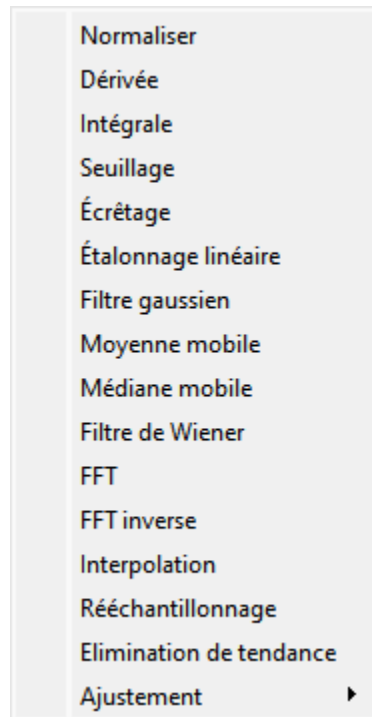 Normaliser
Dérivée
Intégrale
Seuillage
Écrêtage
Étalonnage linéaire
Filtre gaussien
Moyenne mobile
Médiane mobile
Filtre de Wiener
FFT
FFT inverse
Interpolation
Rééchantillonnage
Elimination de tendance
Ajustement